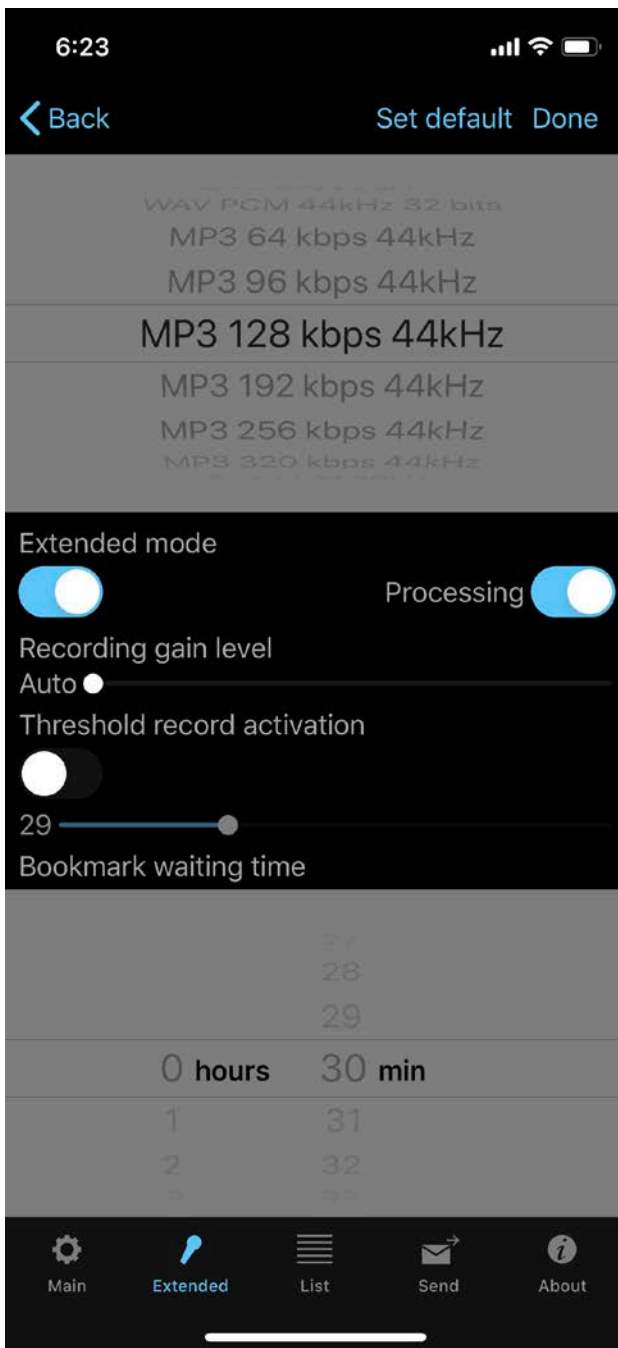 6:23
Back Set default Done
WAV PCM 44kHz 32 bits
MP3 64 kbps 44kHz
MP3 96 kbps 44kHz
MP3 128 kbps 44kHz
MP3 192 kbps 44kHz
MP3 256 kbps 44kHz
MP3 320 kbps 44kHz
Extended mode
Processing
Recording gain level
Auto
Threshold record activation
29
Bookmark waiting time
27
28
29
0 hours 30 min
1 31
2 32
3 33
Main Extended List Send About